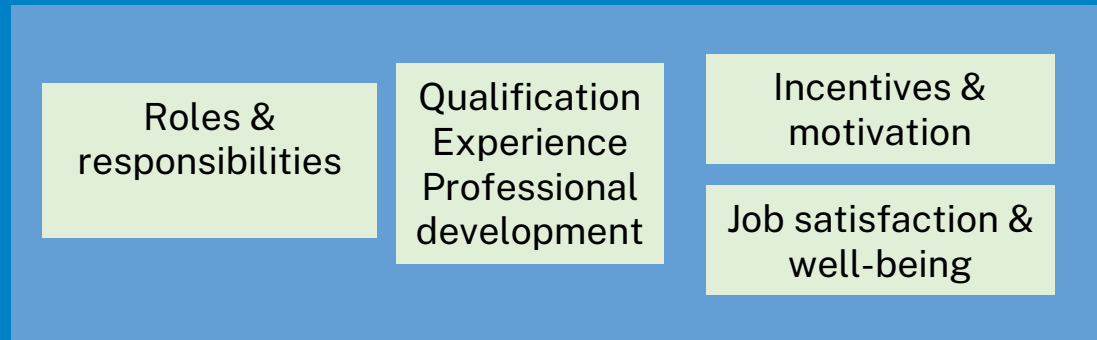 Roles &
responsibilities
Qualification
Experience
Professional
development
Incentives &
motivation
Job satisfaction &
well-being